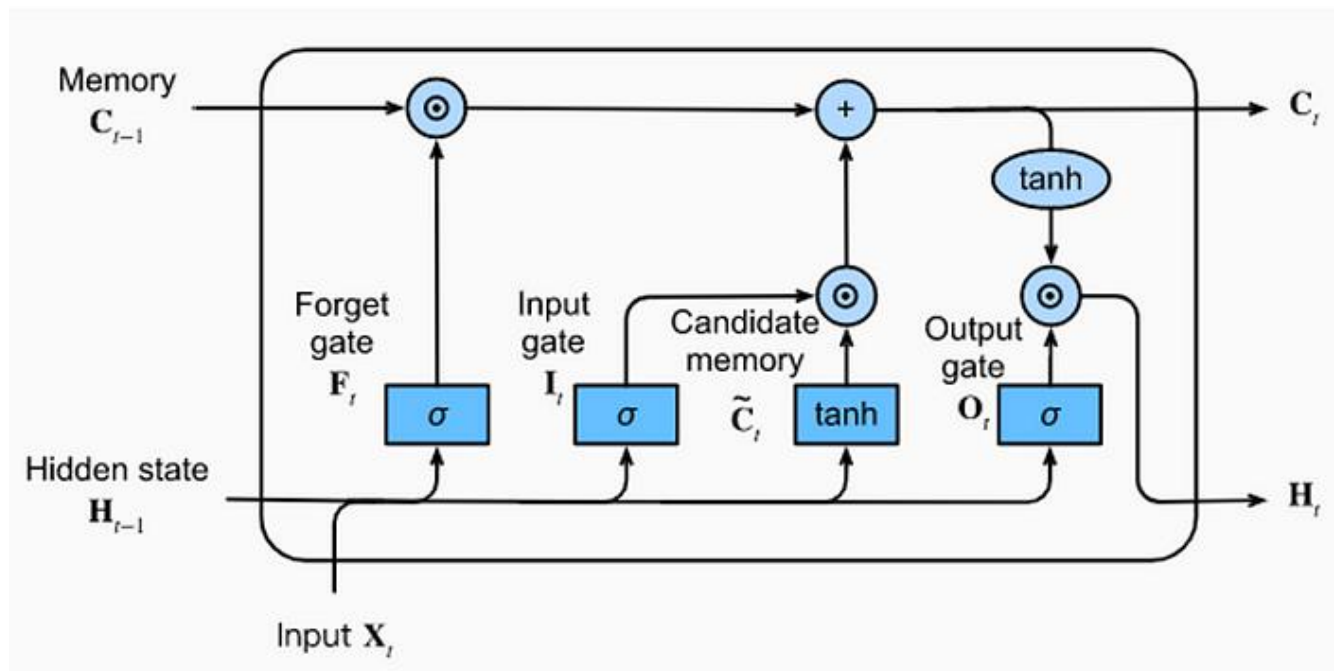 Memory
C_{t-1}
⊙
+
C_t
tanh
Forget
gate
F_t
Input
gate
I_t
⊙
Candidate
memory
C̃_t
⊙
Output
gate
O_t
σ
σ
tanh
σ
Hidden state
H_{t-1}
H_t
Input X_t